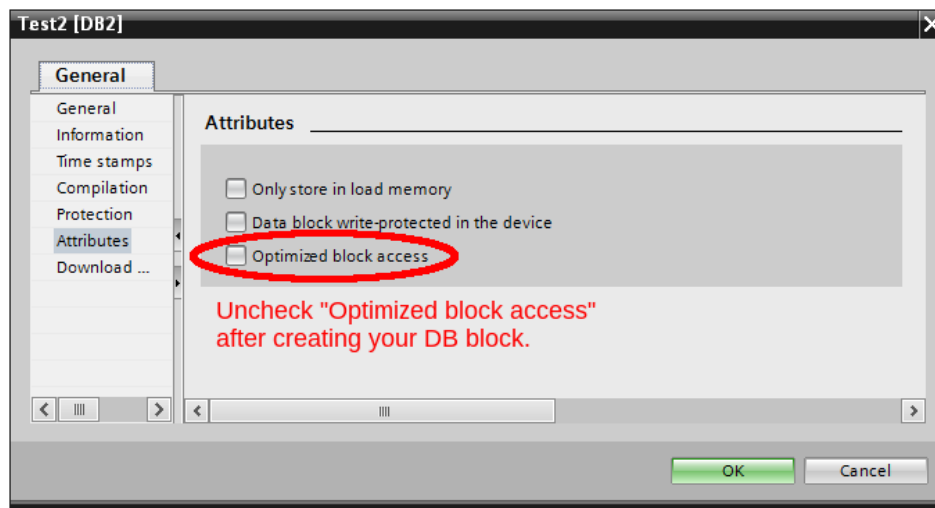 Test2 [DB2]
General
General
Information
Time stamps
Compilation
Protection
Attributes
Download ...
Attributes
Only store in load memory
Data block write-protected in the device
Optimized block access
Uncheck "Optimized block access"
after creating your DB block.
OK
Cancel